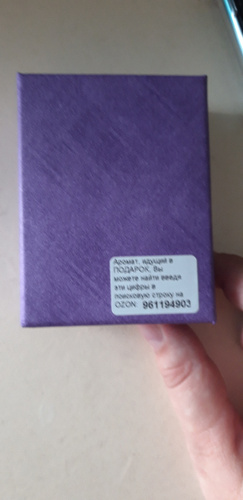 Аромат, идущий в
ПОДАРОК, Вы
можете найти введя
эти цифры в
поисковую строку на
OZON: 961194903